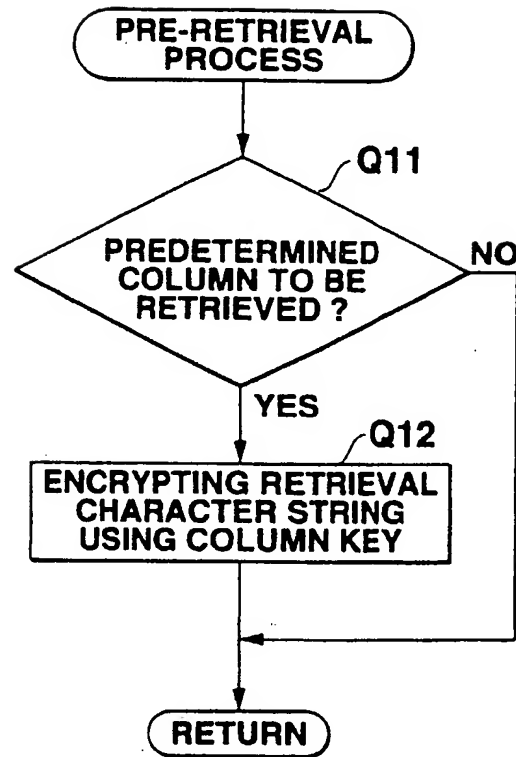 PRE-RETRIEVAL
PROCESS
Q11
PREDETERMINED
COLUMN TO BE
RETRIEVED ?
NO
YES
Q12
ENCRYPTING RETRIEVAL
CHARACTER STRING
USING COLUMN KEY
RETURN